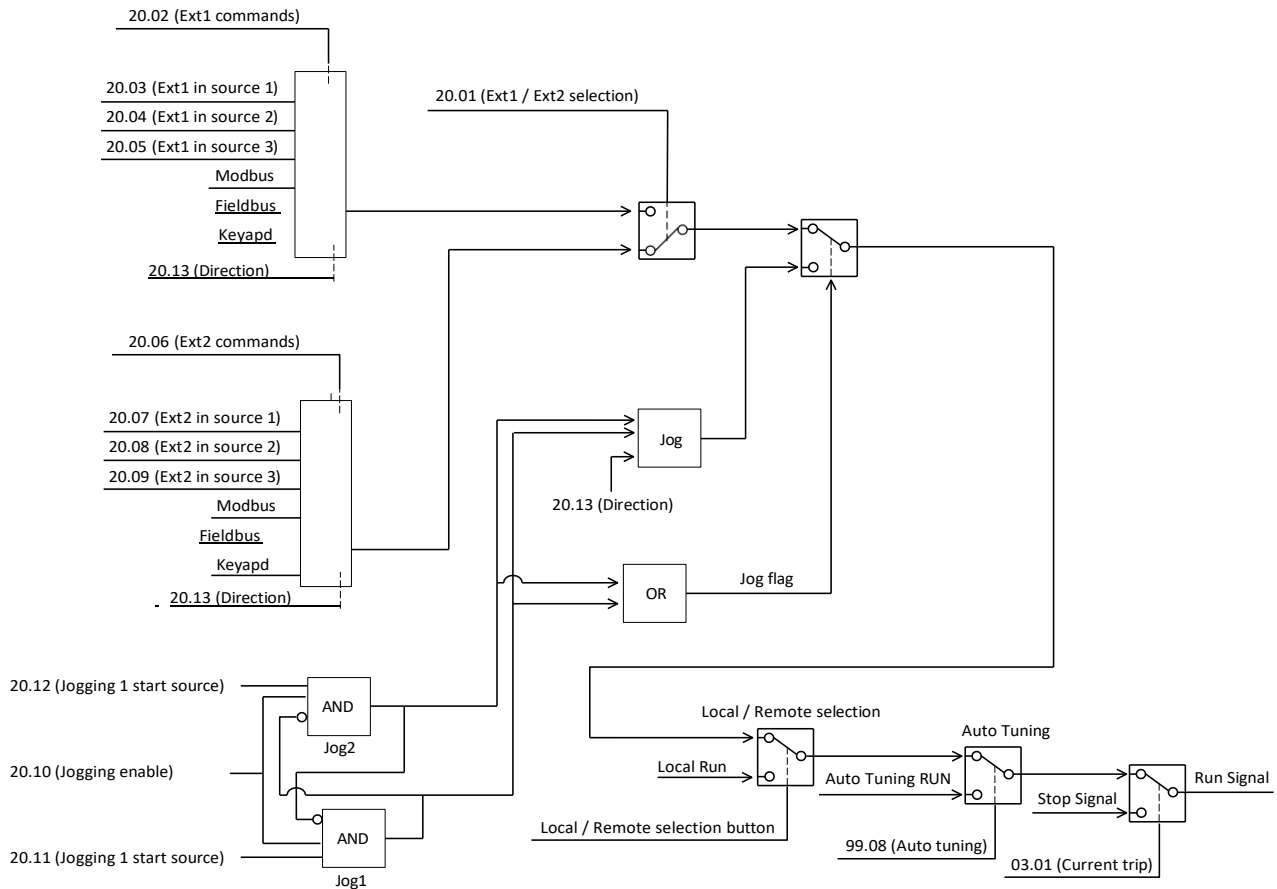 20.02 (Ext1 commands)
20.03 (Ext1 in source 1)
20.04 (Ext1 in source 2)
20.05 (Ext1 in source 3)
Modbus
Fieldbus
Keyapd
20.13 (Direction)
20.01 (Ext1 / Ext2 selection)
20.06 (Ext2 commands)
20.07 (Ext2 in source 1)
20.08 (Ext2 in source 2)
20.09 (Ext2 in source 3)
Modbus
Fieldbus
Keyapd
20.13 (Direction)
Jog
20.13 (Direction)
OR
Jog flag
20.12 (Jogging 1 start source)
AND
Jog2
20.10 (Jogging enable)
AND
20.11 (Jogging 1 start source)
Jog1
Local / Remote selection
Local Run
Local / Remote selection button
Auto Tuning
Auto Tuning RUN
99.08 (Auto tuning)
Stop Signal
03.01 (Current trip)
Run Signal